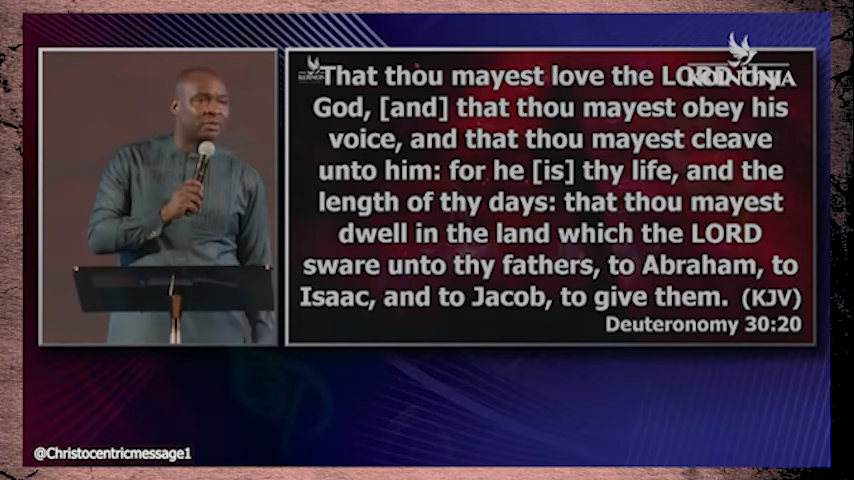 That thou mayest love the LORD thy
God, [and] that thou mayest obey his
voice, and that thou mayest cleave
unto him: for he [is] thy life, and the
length of thy days: that thou mayest
dwell in the land which the LORD
sware unto thy fathers, to Abraham, to
Isaac, and to Jacob, to give them. (KJV)
Deuteronomy 30:20
KOINONIA
@Christocentricmessage1